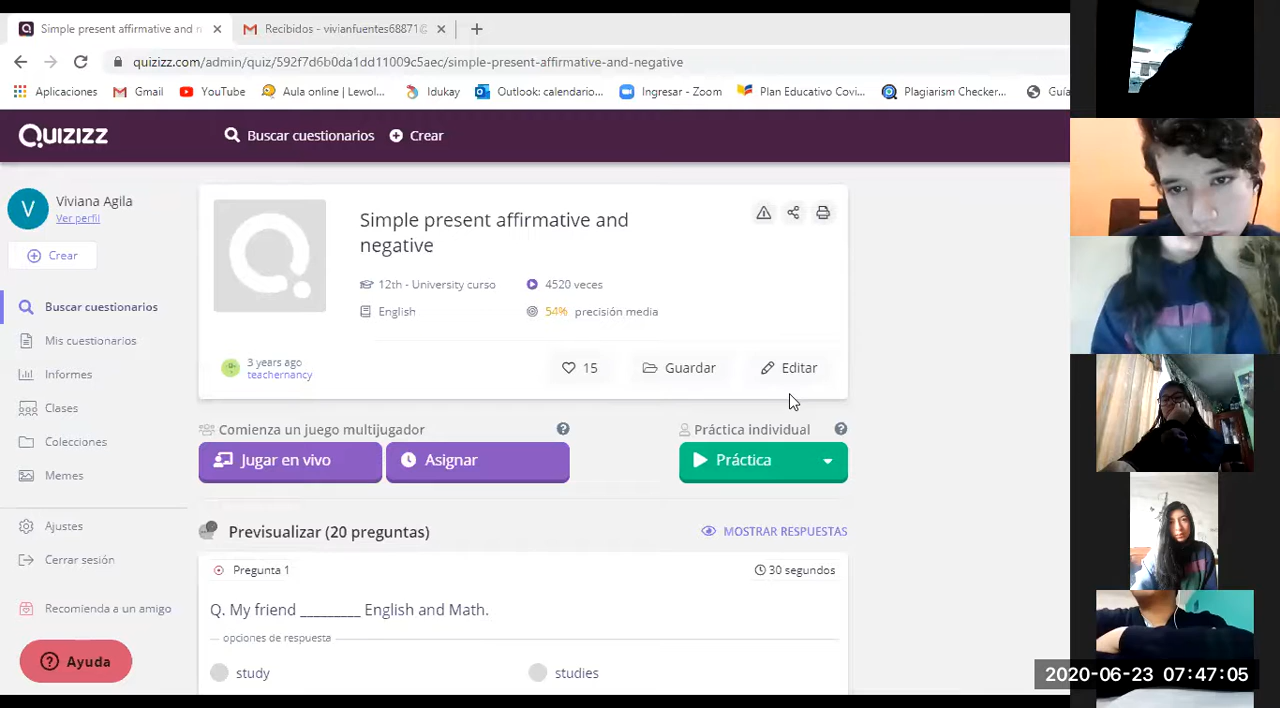 Simple present affirmative and n
Recibidos - vivianfuentes68871@
quizizz.com/admin/quiz/592f7d6b0da1dd11009c5aec/simple-present-affirmative-and-negative
Aplicaciones
Gmail
YouTube
Aula online | Lewol...
Idukay
Outlook: calendario...
Ingresar - Zoom
Plan Educativo Covi...
Plagiarism Checker...
Guía
QUIZIZZ
Buscar cuestionarios
Crear
V
Viviana Agila
Ver perfil
Crear
Buscar cuestionarios
Mis cuestionarios
Informes
Clases
Colecciones
Memes
Ajustes
Cerrar sesión
Recomienda a un amigo
Ayuda
Simple present affirmative and
negative
12th - University curso
4520 veces
English
54% precisión media
3 years ago
teachernancy
15
Guardar
Editar
Comienza un juego multijugador
Práctica individual
Jugar en vivo
Asignar
Práctica
Previsualizar (20 preguntas)
MOSTRAR RESPUESTAS
Pregunta 1
30 segundos
Q. My friend _________ English and Math.
opciones de respuesta
study
studies
2020-06-23 07:47:05